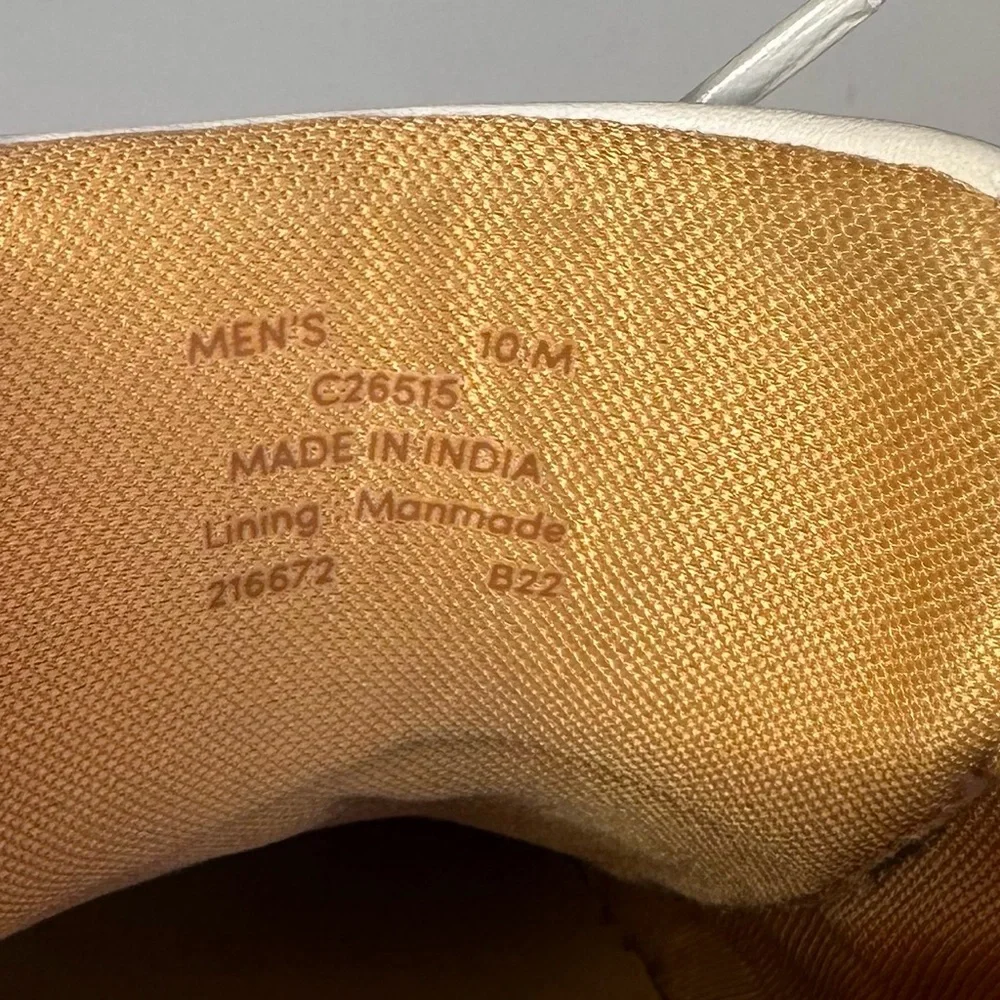 MEN'S 10 M
C26515
MADE IN INDIA
Lining : Manmade
216672 B22